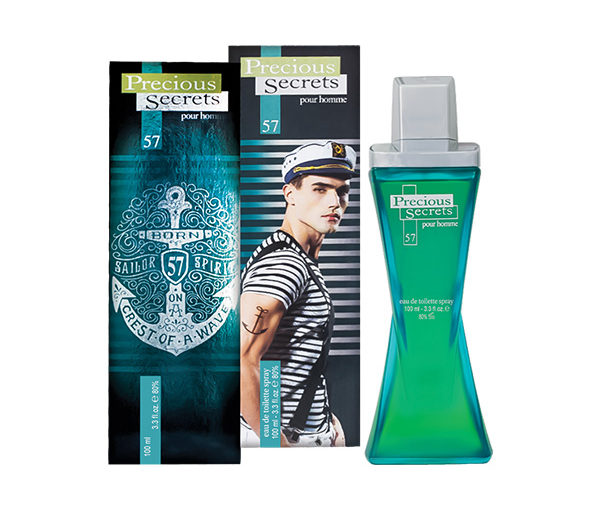 Precious
Secrets
pour homme
57
BORN
SAILOR 57 SPIRIT
ON
A
CREST·OF·A·WAVE
100 ml 3.3 fl. oz. e 80%
Precious
Secrets
pour homme
57
eau de toilette spray
100 ml - 3.3 fl. oz. e 80%
Precious
Secrets
pour homme
57
eau de toilette spray
100 ml - 3.3 fl. oz. e
80%